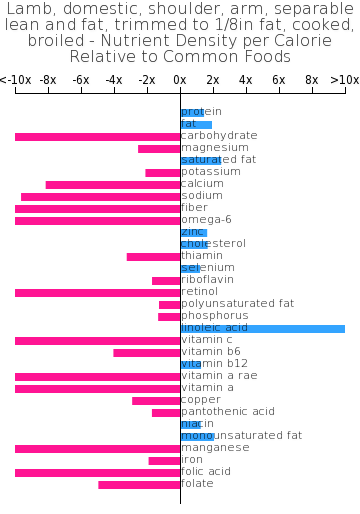 Lamb, domestic, shoulder, arm, separable
lean and fat, trimmed to 1/8in fat, cooked,
broiled - Nutrient Density per Calorie
Relative to Common Foods
<-10x -8x -6x -4x -2x 0x 2x 4x 6x 8x >10x
protein
fat
carbohydrate
magnesium
saturated fat
potassium
calcium
sodium
fiber
omega-6
zinc
cholesterol
thiamin
selenium
riboflavin
retinol
polyunsaturated fat
phosphorus
linoleic acid
vitamin c
vitamin b6
vitamin b12
vitamin a rae
vitamin a
copper
pantothenic acid
niacin
monounsaturated fat
manganese
iron
folic acid
folate